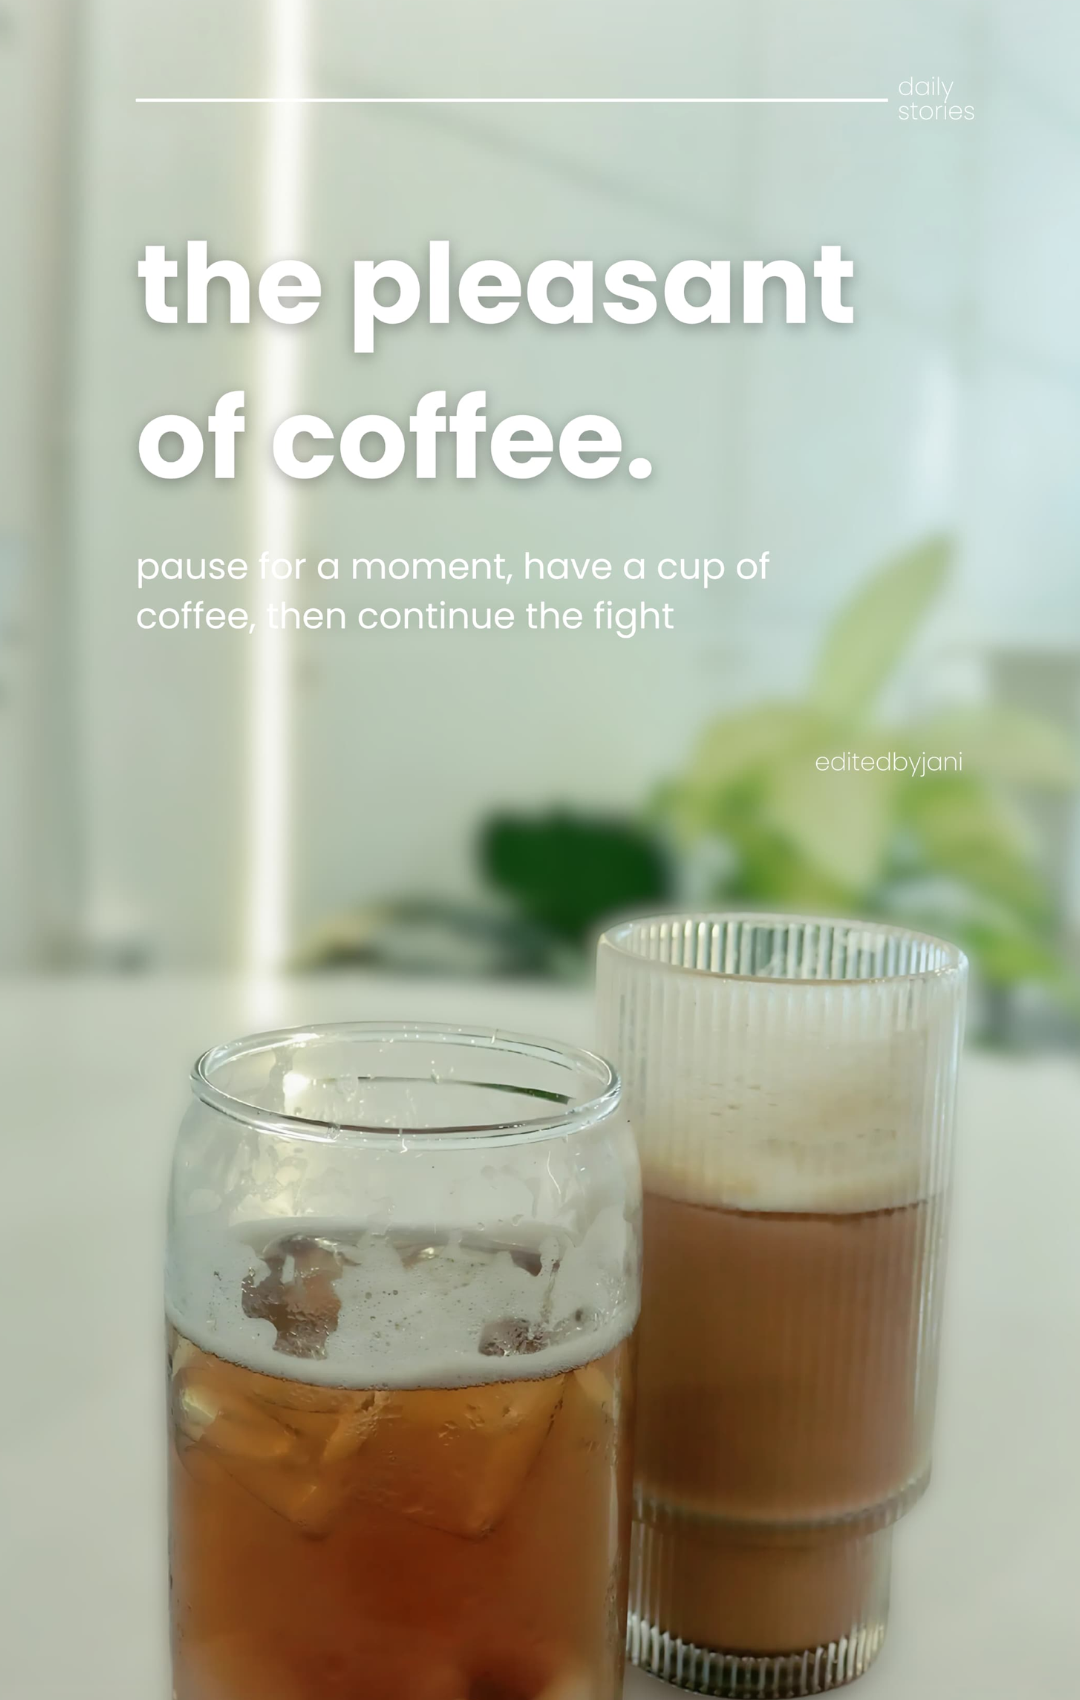 daily
stories
the pleasant
of coffee.
pause for a moment, have a cup of
coffee, then continue the fight
editedbyjani